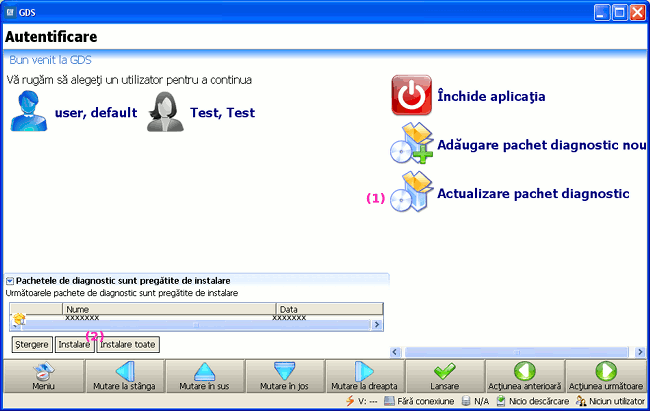 GDS
Autentificare
Bun venit la GDS
Vă rugăm să alegeţi un utilizator pentru a continua
user, default
Test, Test
Închide aplicaţia
Adăugare pachet diagnostic nou
(1)
Actualizare pachet diagnostic
Pachetele de diagnostic sunt pregătite de instalare
Următoarele pachete de diagnostic sunt pregătite de instalare
Nume Data
xxxxxxx xxxxxxx
(2)
Ştergere Instalare Instalare toate
Meniu Mutare la stânga Mutare în sus Mutare în jos Mutare la dreapta Lansare Acţiunea anterioară Acţiunea următoare
V: --- Fără conexiune N/A Nicio descărcare Niciun utilizator